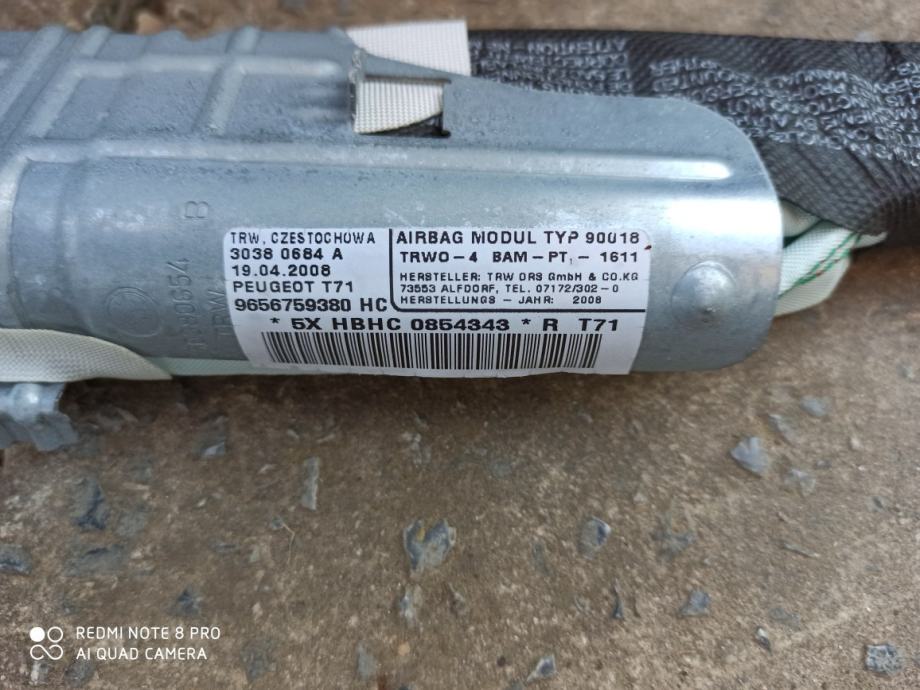 TRW, CZESTOCHOWA
3038 0684 A
19.04.2008
PEUGEOT T71
9656759380 HC
AIRBAG MODUL TYP 90018
TRWO-4 BAM-PT1-1611
HERSTELLER: TRW ORS GmbH & CO.KG
73553 ALFDORF, TEL. 07172/302-0
HERSTELLUNGS - JAHR: 2008
* 5X HBHC 0854343 * R T71
B
TRW
ATTENTION
REDMI NOTE 8 PRO
AI QUAD CAMERA